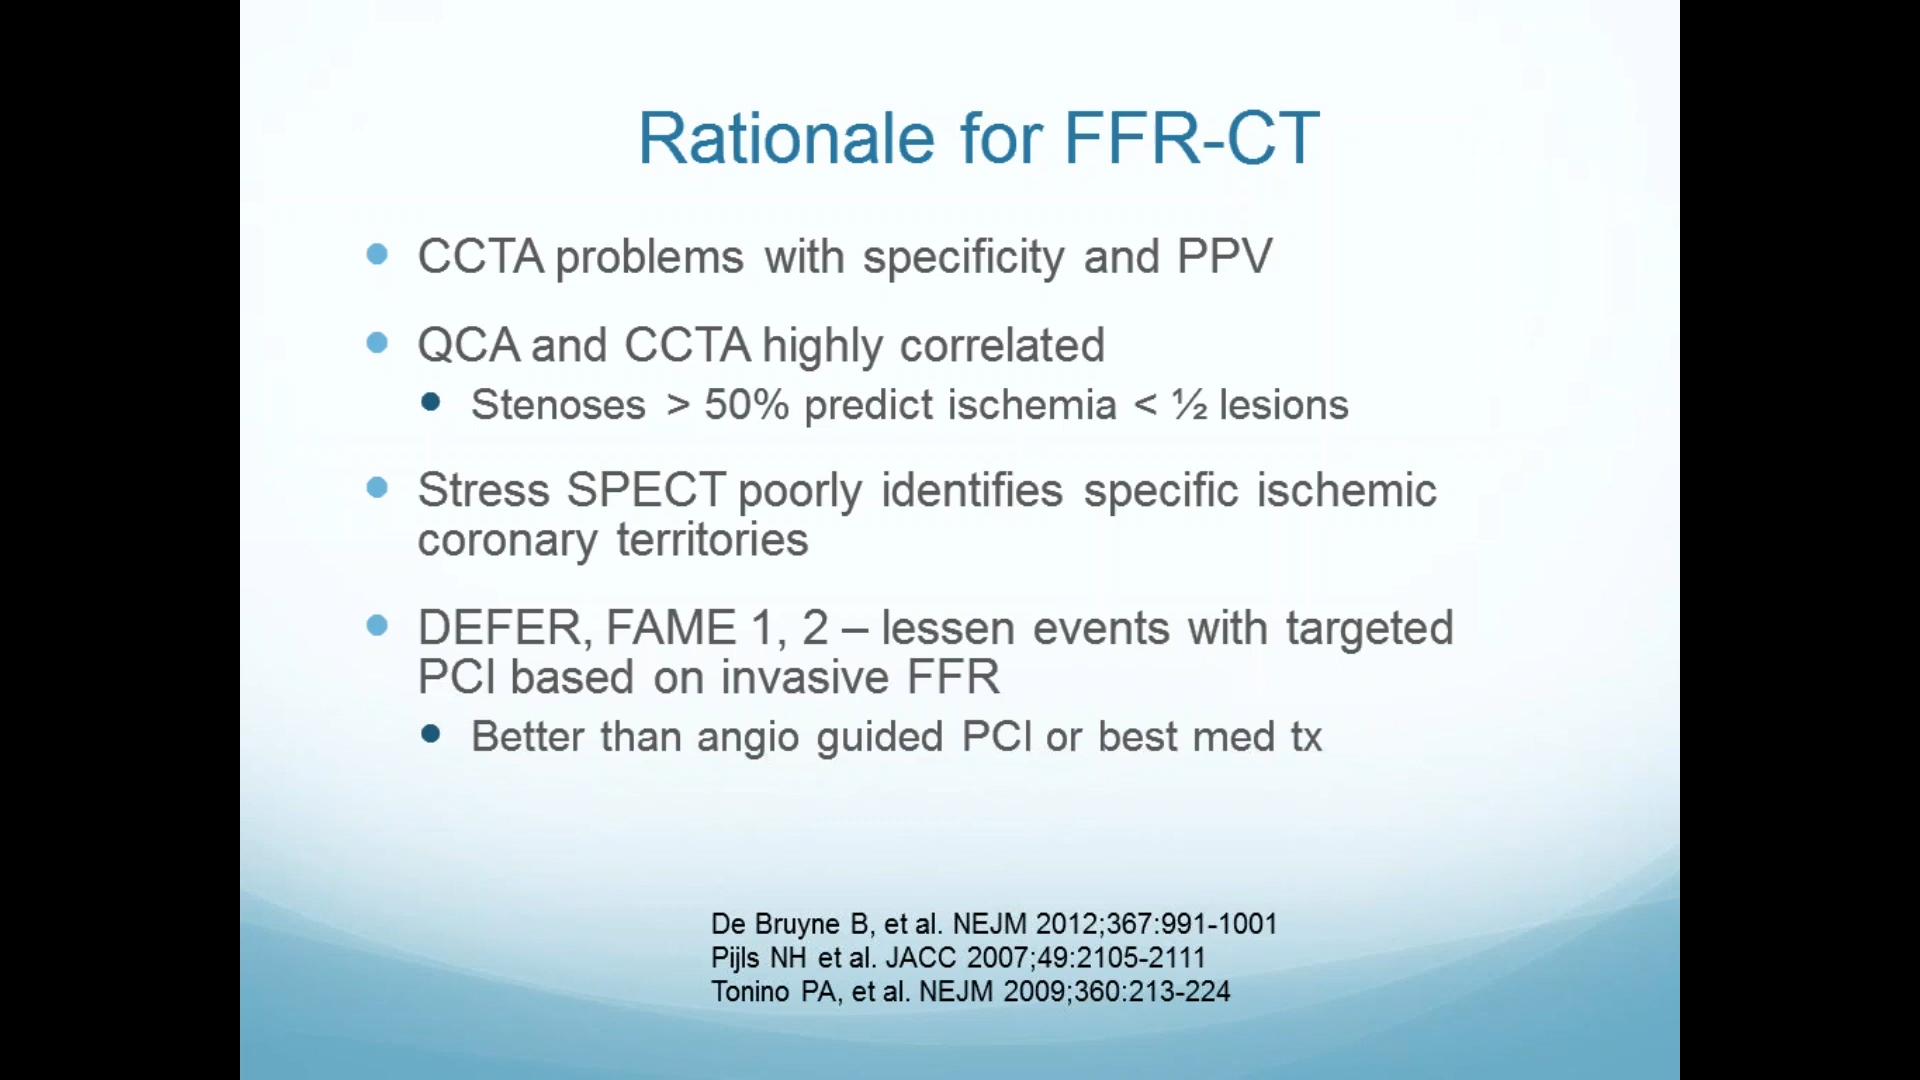 Rationale for FFR-CT
CCTA problems with specificity and PPV
QCA and CCTA highly correlated
Stenoses > 50% predict ischemia < ½ lesions
Stress SPECT poorly identifies specific ischemic
coronary territories
DEFER, FAME 1, 2 – lessen events with targeted
PCI based on invasive FFR
Better than angio guided PCI or best med tx
De Bruyne B, et al. NEJM 2012;367:991-1001
Pijls NH et al. JACC 2007;49:2105-2111
Tonino PA, et al. NEJM 2009;360:213-224